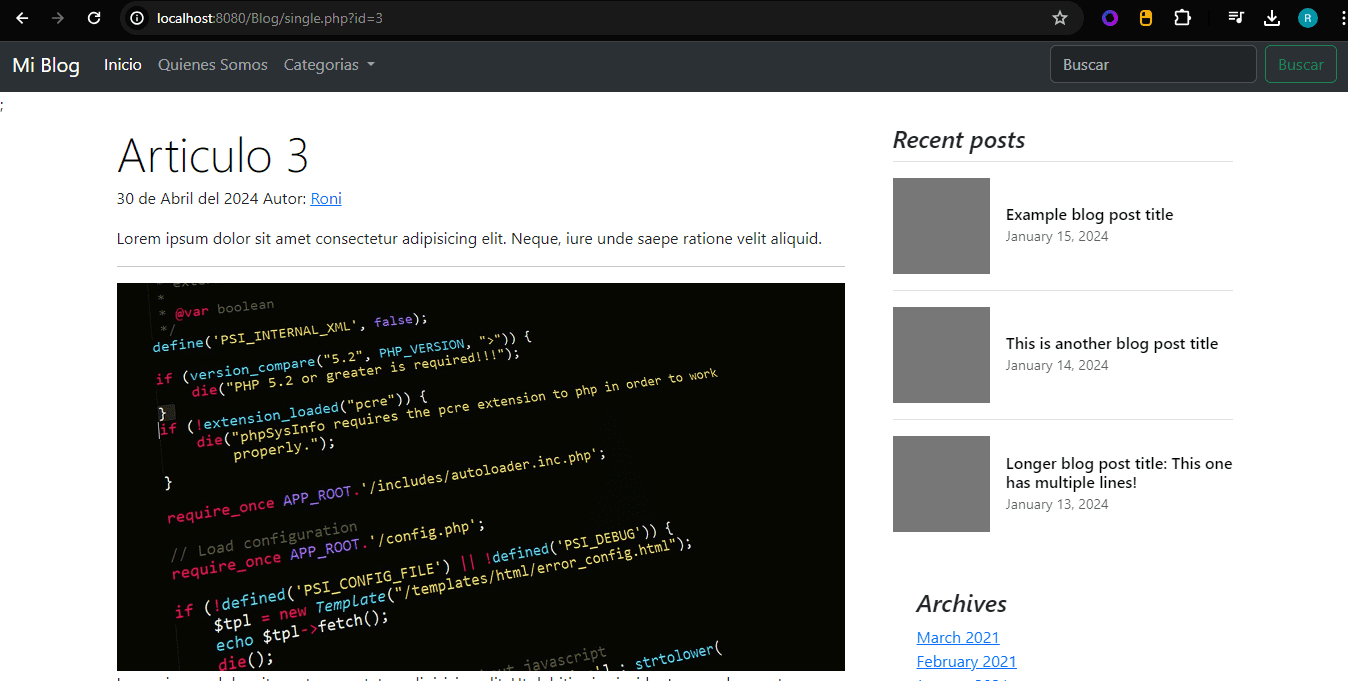 localhost:8080/Blog/single.php?id=3
R
Mi Blog Inicio Quienes Somos Categorias Buscar Buscar
;
Articulo 3
30 de Abril del 2024 Autor: Roni
Lorem ipsum dolor sit amet consectetur adipisicing elit. Neque, iure unde saepe ratione velit aliquid.
*
* @var boolean
*/
define('PSI_INTERNAL_XML', false);
if (version_compare("5.2", PHP_VERSION, ">")) {
die("PHP 5.2 or greater is required!!!");
}
if (!extension_loaded("pcre")) {
die("phpSysInfo requires the pcre extension to php in order to work
properly.");
}
require_once APP_ROOT.'/includes/autoloader.inc.php';
// Load configuration
require_once APP_ROOT.'/config.php';
if (!defined('PSI_CONFIG_FILE') || !defined('PSI_DEBUG')) {
$tpl = new Template("/templates/html/error_config.html");
echo $tpl->fetch();
die();
javascript
strtolower(
Recent posts
Example blog post title
January 15, 2024
This is another blog post title
January 14, 2024
Longer blog post title: This one
has multiple lines!
January 13, 2024
Archives
March 2021
February 2021